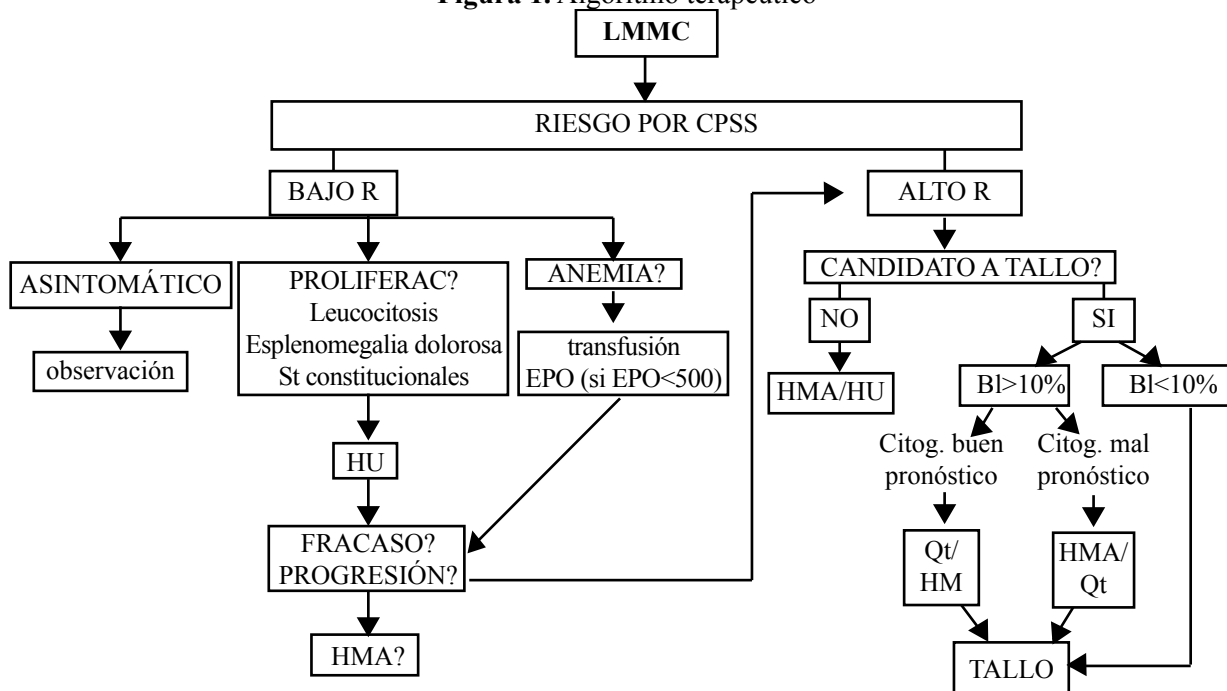 Figura 1. Algoritmo terapéutico
LMMC
RIESGO POR CPSS
BAJO R
ALTO R
ASINTOMÁTICO
observación
PROLIFERAC?
Leucocitosis
Esplenomegalia dolorosa
St constitucionales
ANEMIA?
transfusión
EPO (si EPO<500)
HU
FRACASO?
PROGRESIÓN?
HMA?
CANDIDATO A TALLO?
NO
SI
HMA/HU
Bl>10%
Bl<10%
Citog. buen
pronóstico
Citog. mal
pronóstico
Qt/
HM
HMA/
Qt
TALLO